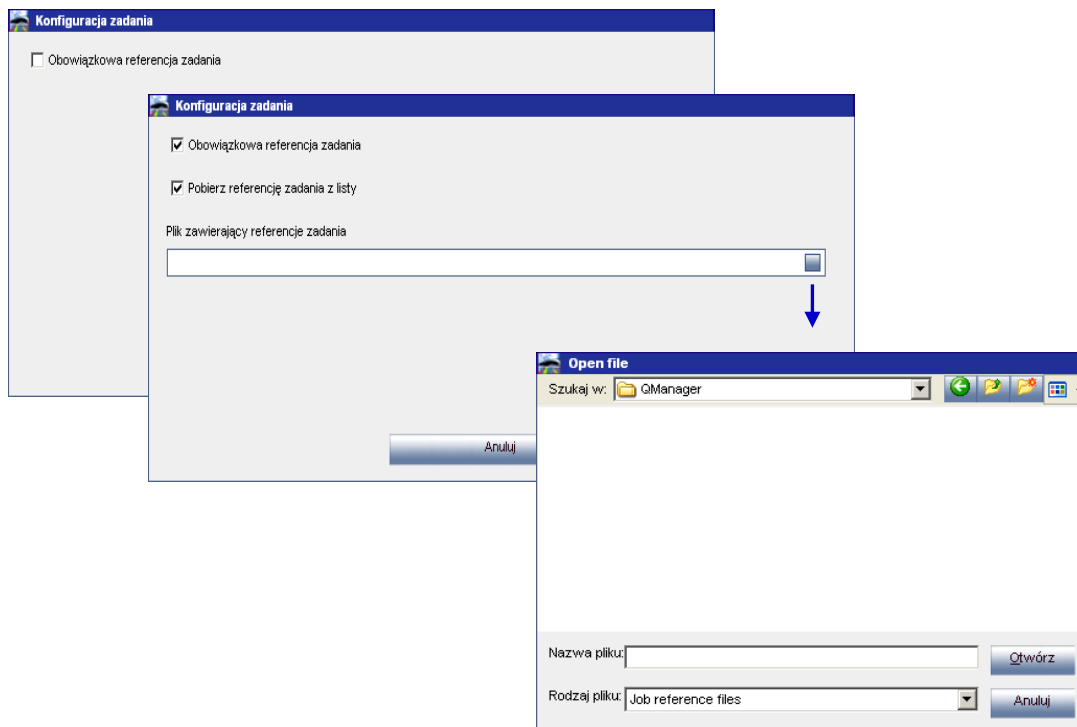 Konfiguracja zadania
Obowiązkowa referencja zadania
Konfiguracja zadania
Obowiązkowa referencja zadania
Pobierz referencję zadania z listy
Plik zawierający referencje zadania
Anuluj
Open file
Szukaj w: QManager
Nazwa pliku: Otwórz
Rodzaj pliku: Job reference files Anuluj